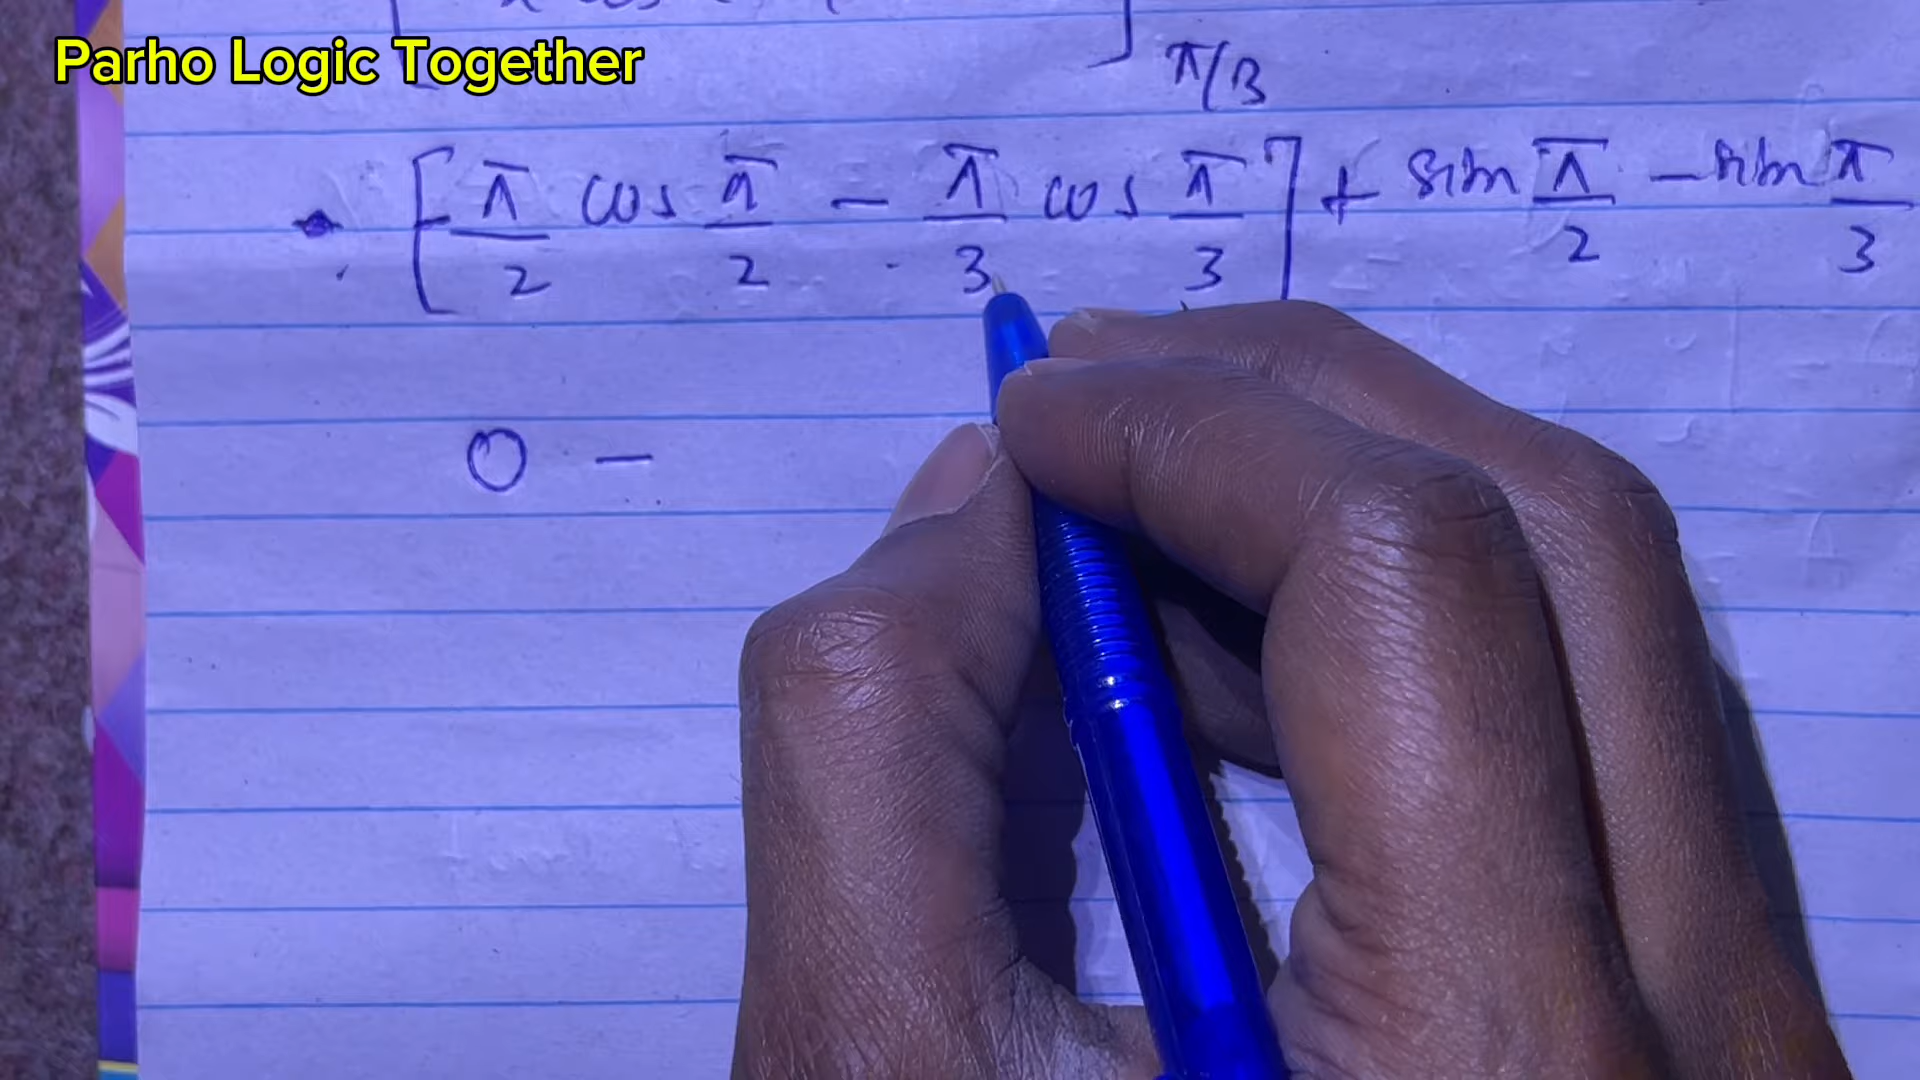 Parho Logic Together
π/3
[-π/2 cos π/2 - π/3 cos π/3] + sin π/2 - sin π/3
0 -